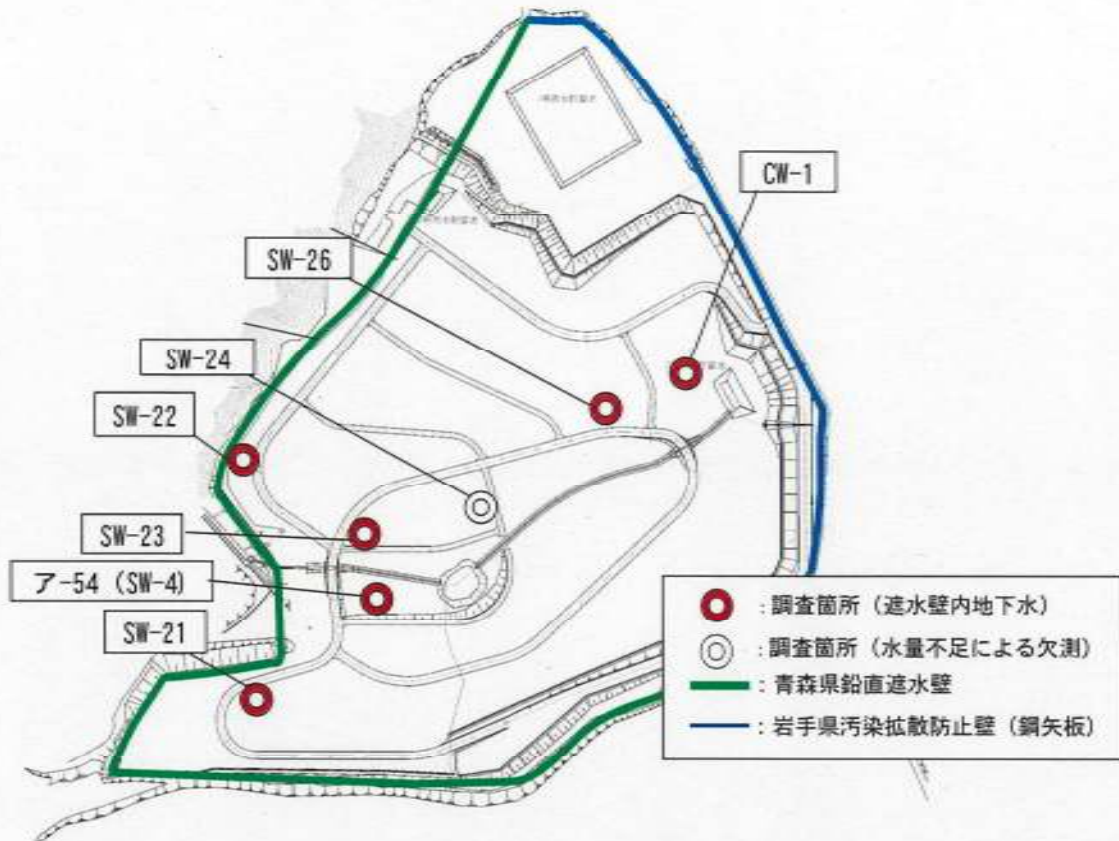 CW-1
SW-26
SW-24
SW-22
SW-23
ア-54 (SW-4)
SW-21
：調査箇所（遮水壁内地下水）
：調査箇所（水量不足による欠測）
：青森県鉛直遮水壁
：岩手県汚染拡散防止壁（鋼矢板）